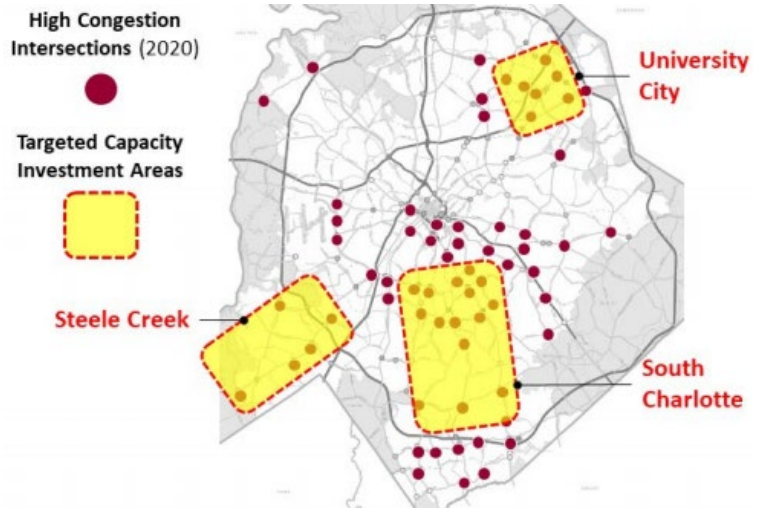 High Congestion
Intersections (2020)
Targeted Capacity
Investment Areas
University
City
Steele Creek
South
Charlotte